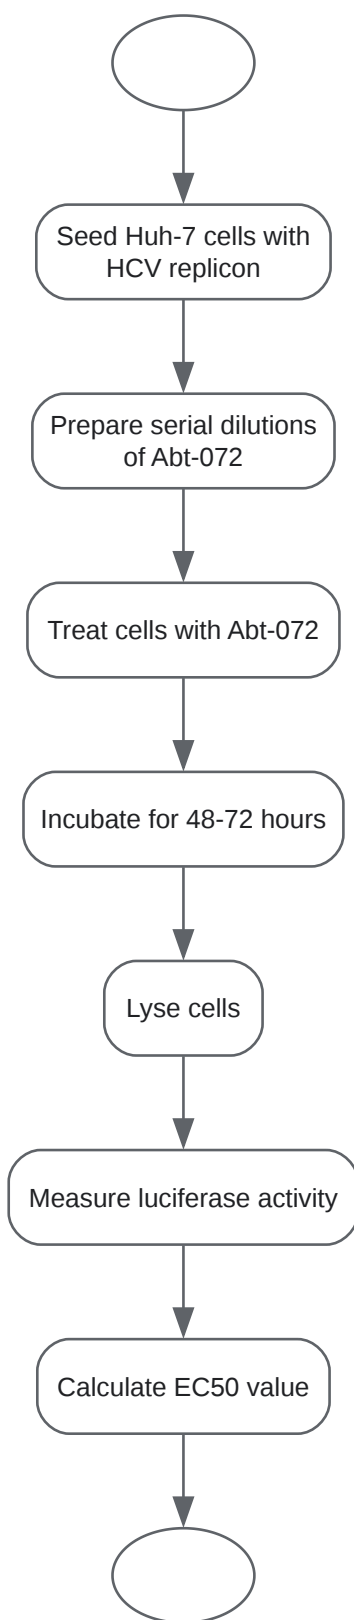 Seed Huh-7 cells with
HCV replicon
Prepare serial dilutions
of Abt-072
Treat cells with Abt-072
Incubate for 48-72 hours
Lyse cells
Measure luciferase activity
Calculate EC50 value